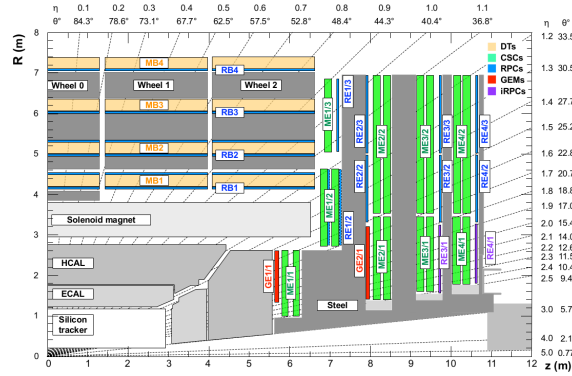 η 0.1 0.2 0.3 0.4 0.5 0.6 0.7 0.8 0.9 1.0 1.1
θ° 84.3° 78.6° 73.1° 67.7° 62.5° 57.5° 52.8° 48.4° 44.3° 40.4° 36.8°
η θ°
R (m)
8
7
6
5
4
3
2
1
0
1.2 33.5
1.3 30.5
1.4 27.7
1.5 25.2
1.6 22.8
1.7 20.7
1.8 18.8
1.9 17.0
2.0 15.4
2.1 14.0
2.2 12.6
2.3 11.5
2.4 10.4
2.5 9.4
3.0 5.7
4.0 2.1
5.0 0.77
DTs
CSCs
RPCs
GEMs
iRPCs
MB4
RB4
Wheel 0
Wheel 1
Wheel 2
MB3
RB3
MB2
RB2
MB1
RB1
Solenoid magnet
HCAL
ECAL
Silicon
tracker
Steel
ME1/3
RE1/3
ME1/2
RE1/2
GE1/1
ME1/1
RE2/3
ME2/2
RE2/2
GE2/1
ME2/1
ME3/2
RE3/3
RE3/2
ME3/1
RE3/1
ME4/2
RE4/3
RE4/2
ME4/1
RE4/1
0 1 2 3 4 5 6 7 8 9 10 11 12
z (m)